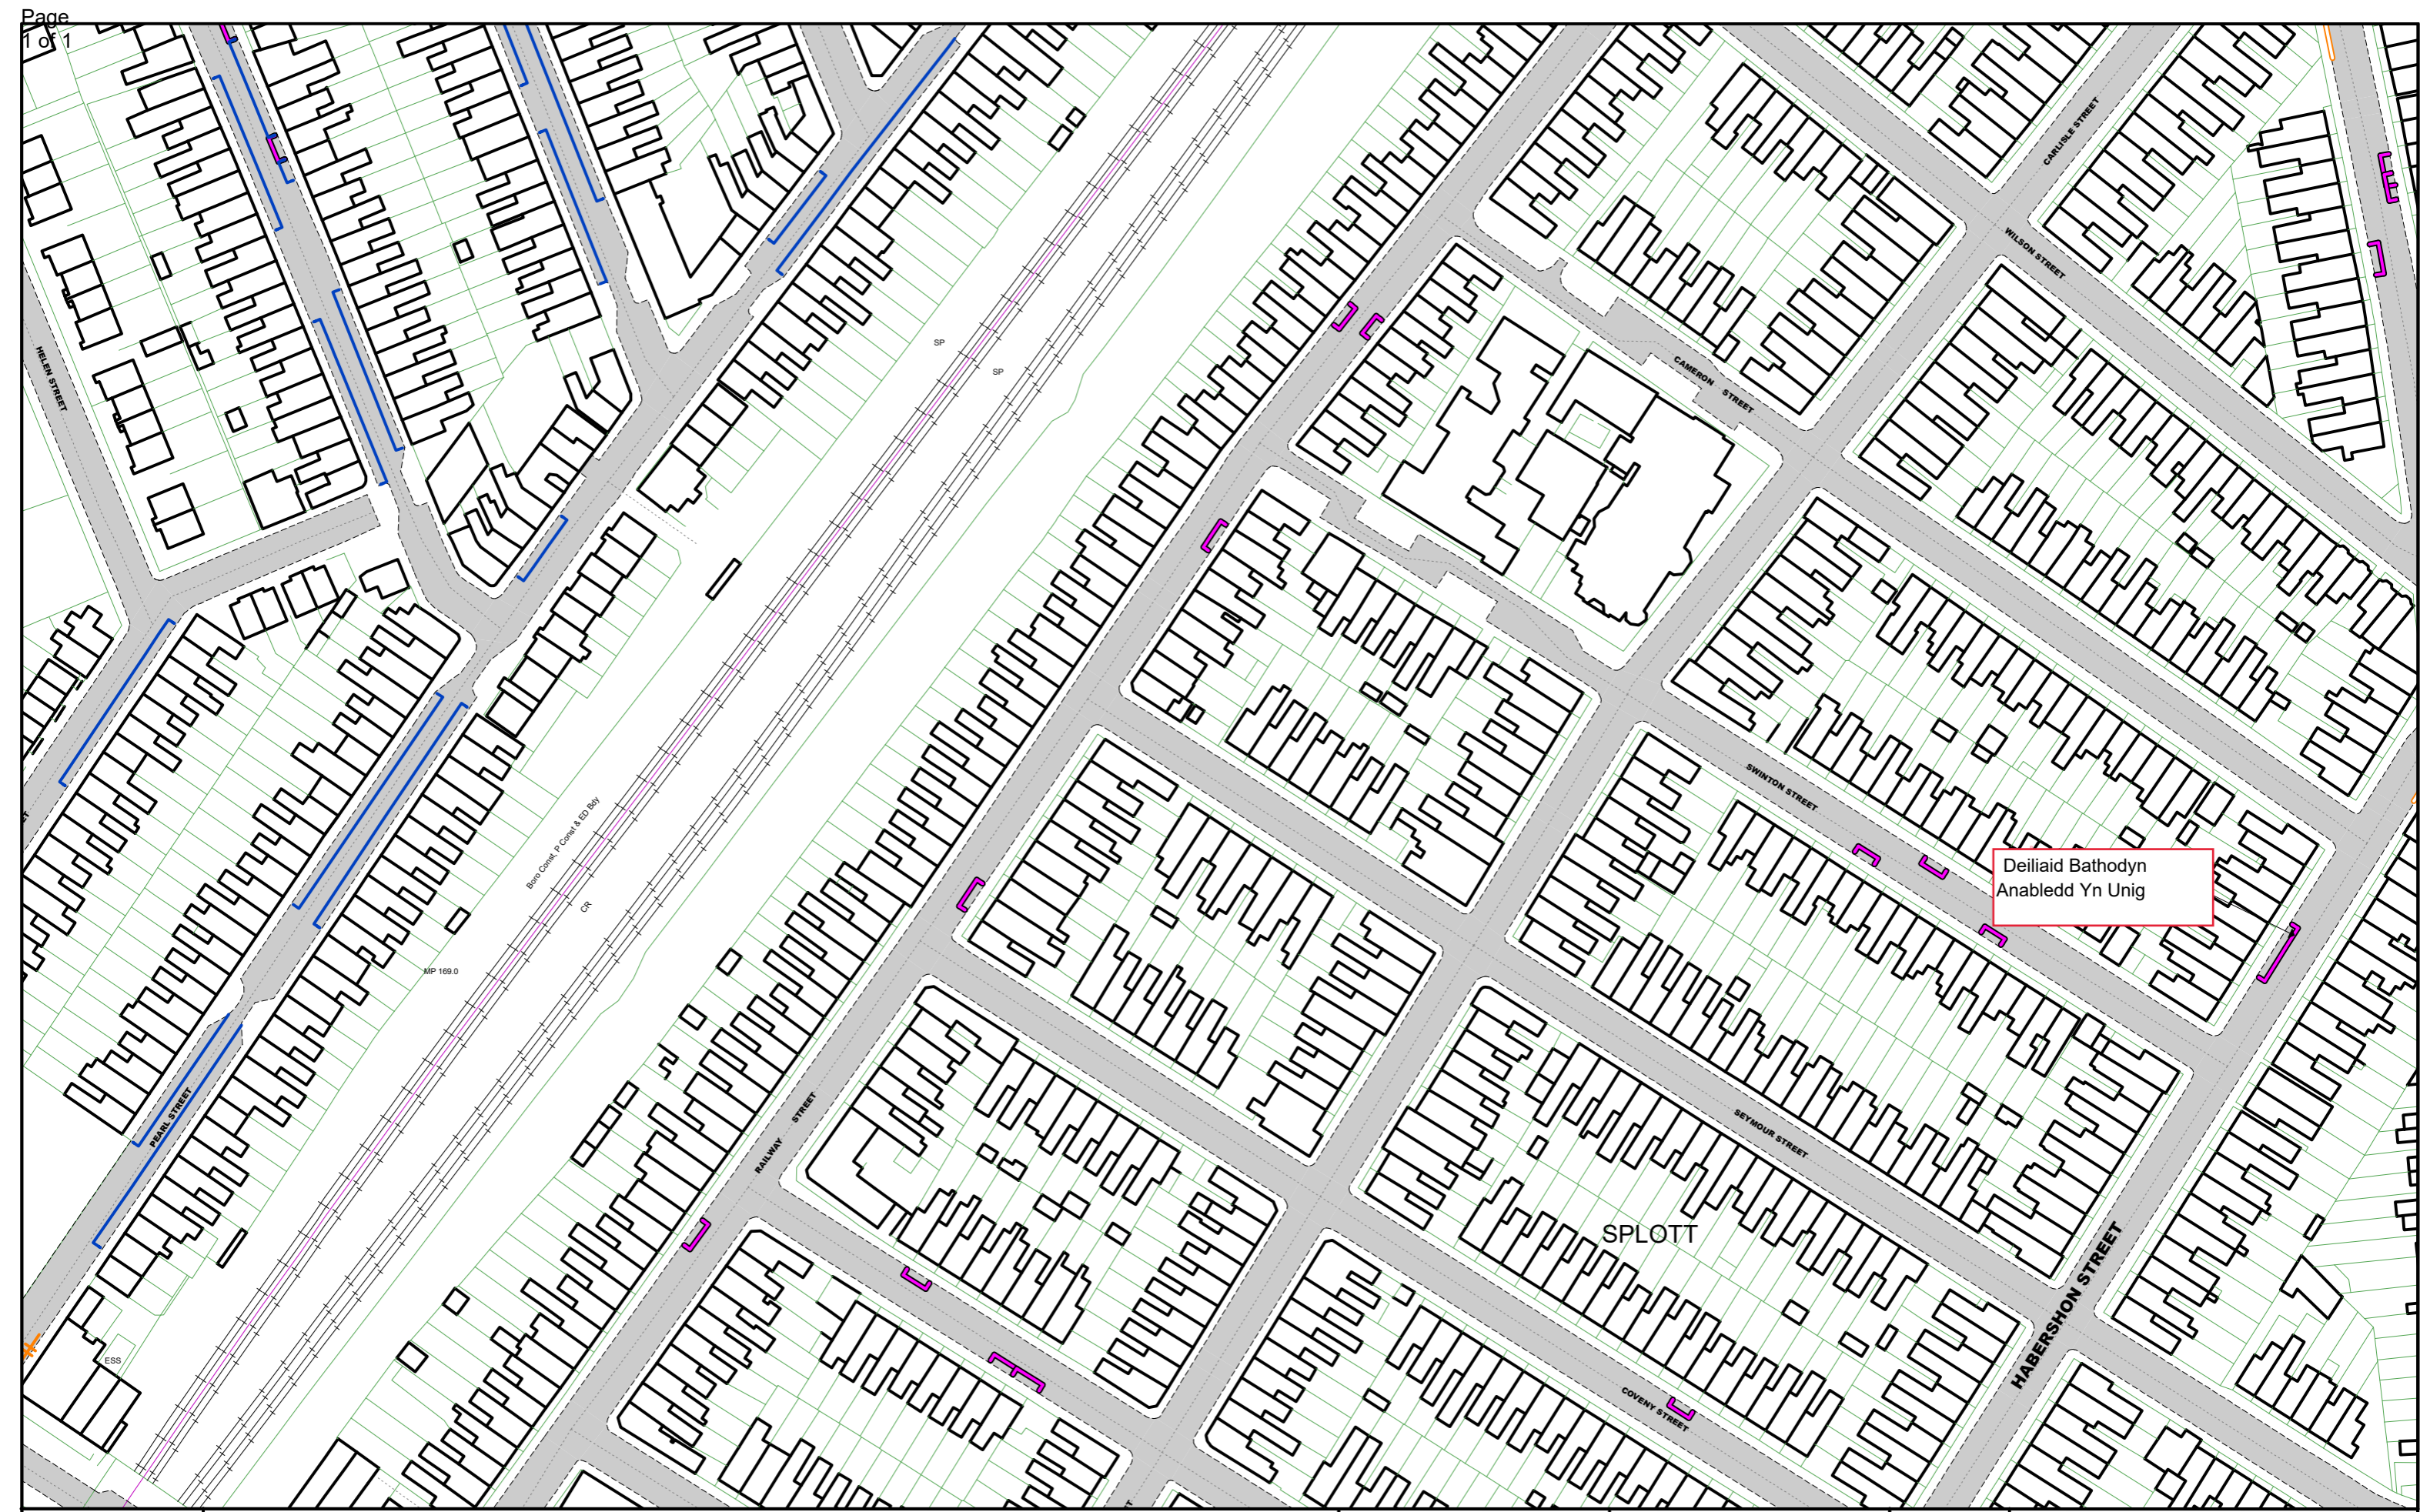 Page
1 of 1
CARLISLE STREET
WILSON STREET
HELEN STREET
SP
SP
CAMERON STREET
SWINTON STREET
Boro Const, P Const & ED Bdy
CR
Deiliaid Bathodyn
Anabledd Yn Unig
MP 169.0
PEARL STREET
RAILWAY STREET
SEYMOUR STREET
SPLOTT
HABERSHON STREET
ESS
COVENY STREET